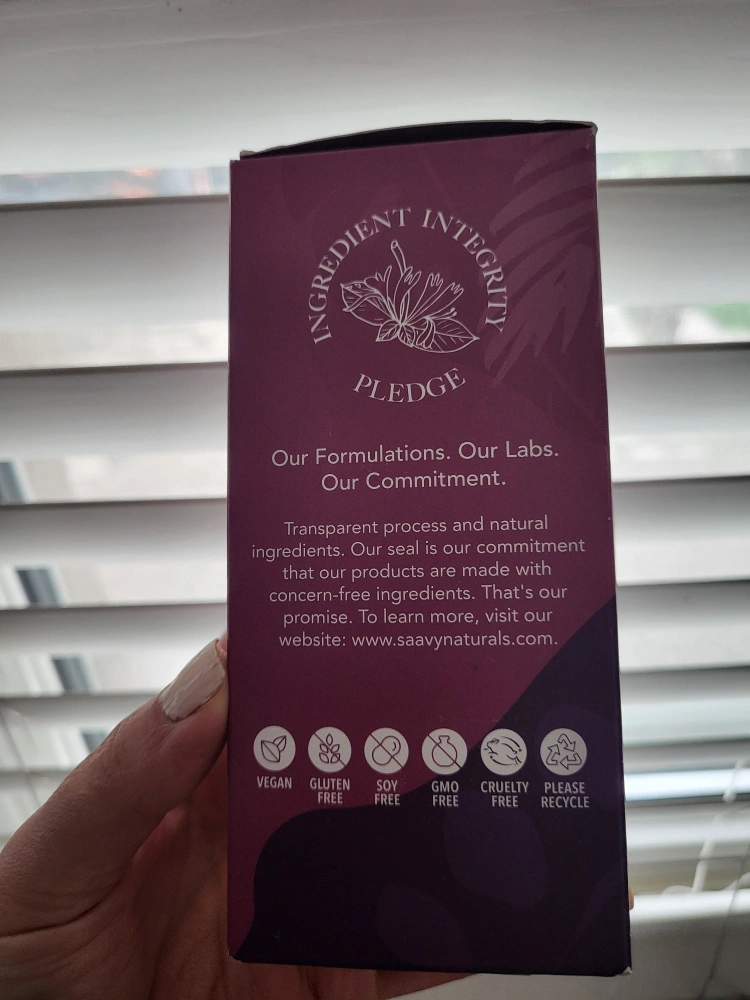 INGREDIENT INTEGRITY
PLEDGE
Our Formulations. Our Labs.
Our Commitment.
Transparent process and natural
ingredients. Our seal is our commitment
that our products are made with
concern-free ingredients. That's our
promise. To learn more, visit our
website: www.saavynaturals.com.
VEGAN
GLUTEN
FREE
SOY
FREE
GMO
FREE
CRUELTY
FREE
PLEASE
RECYCLE